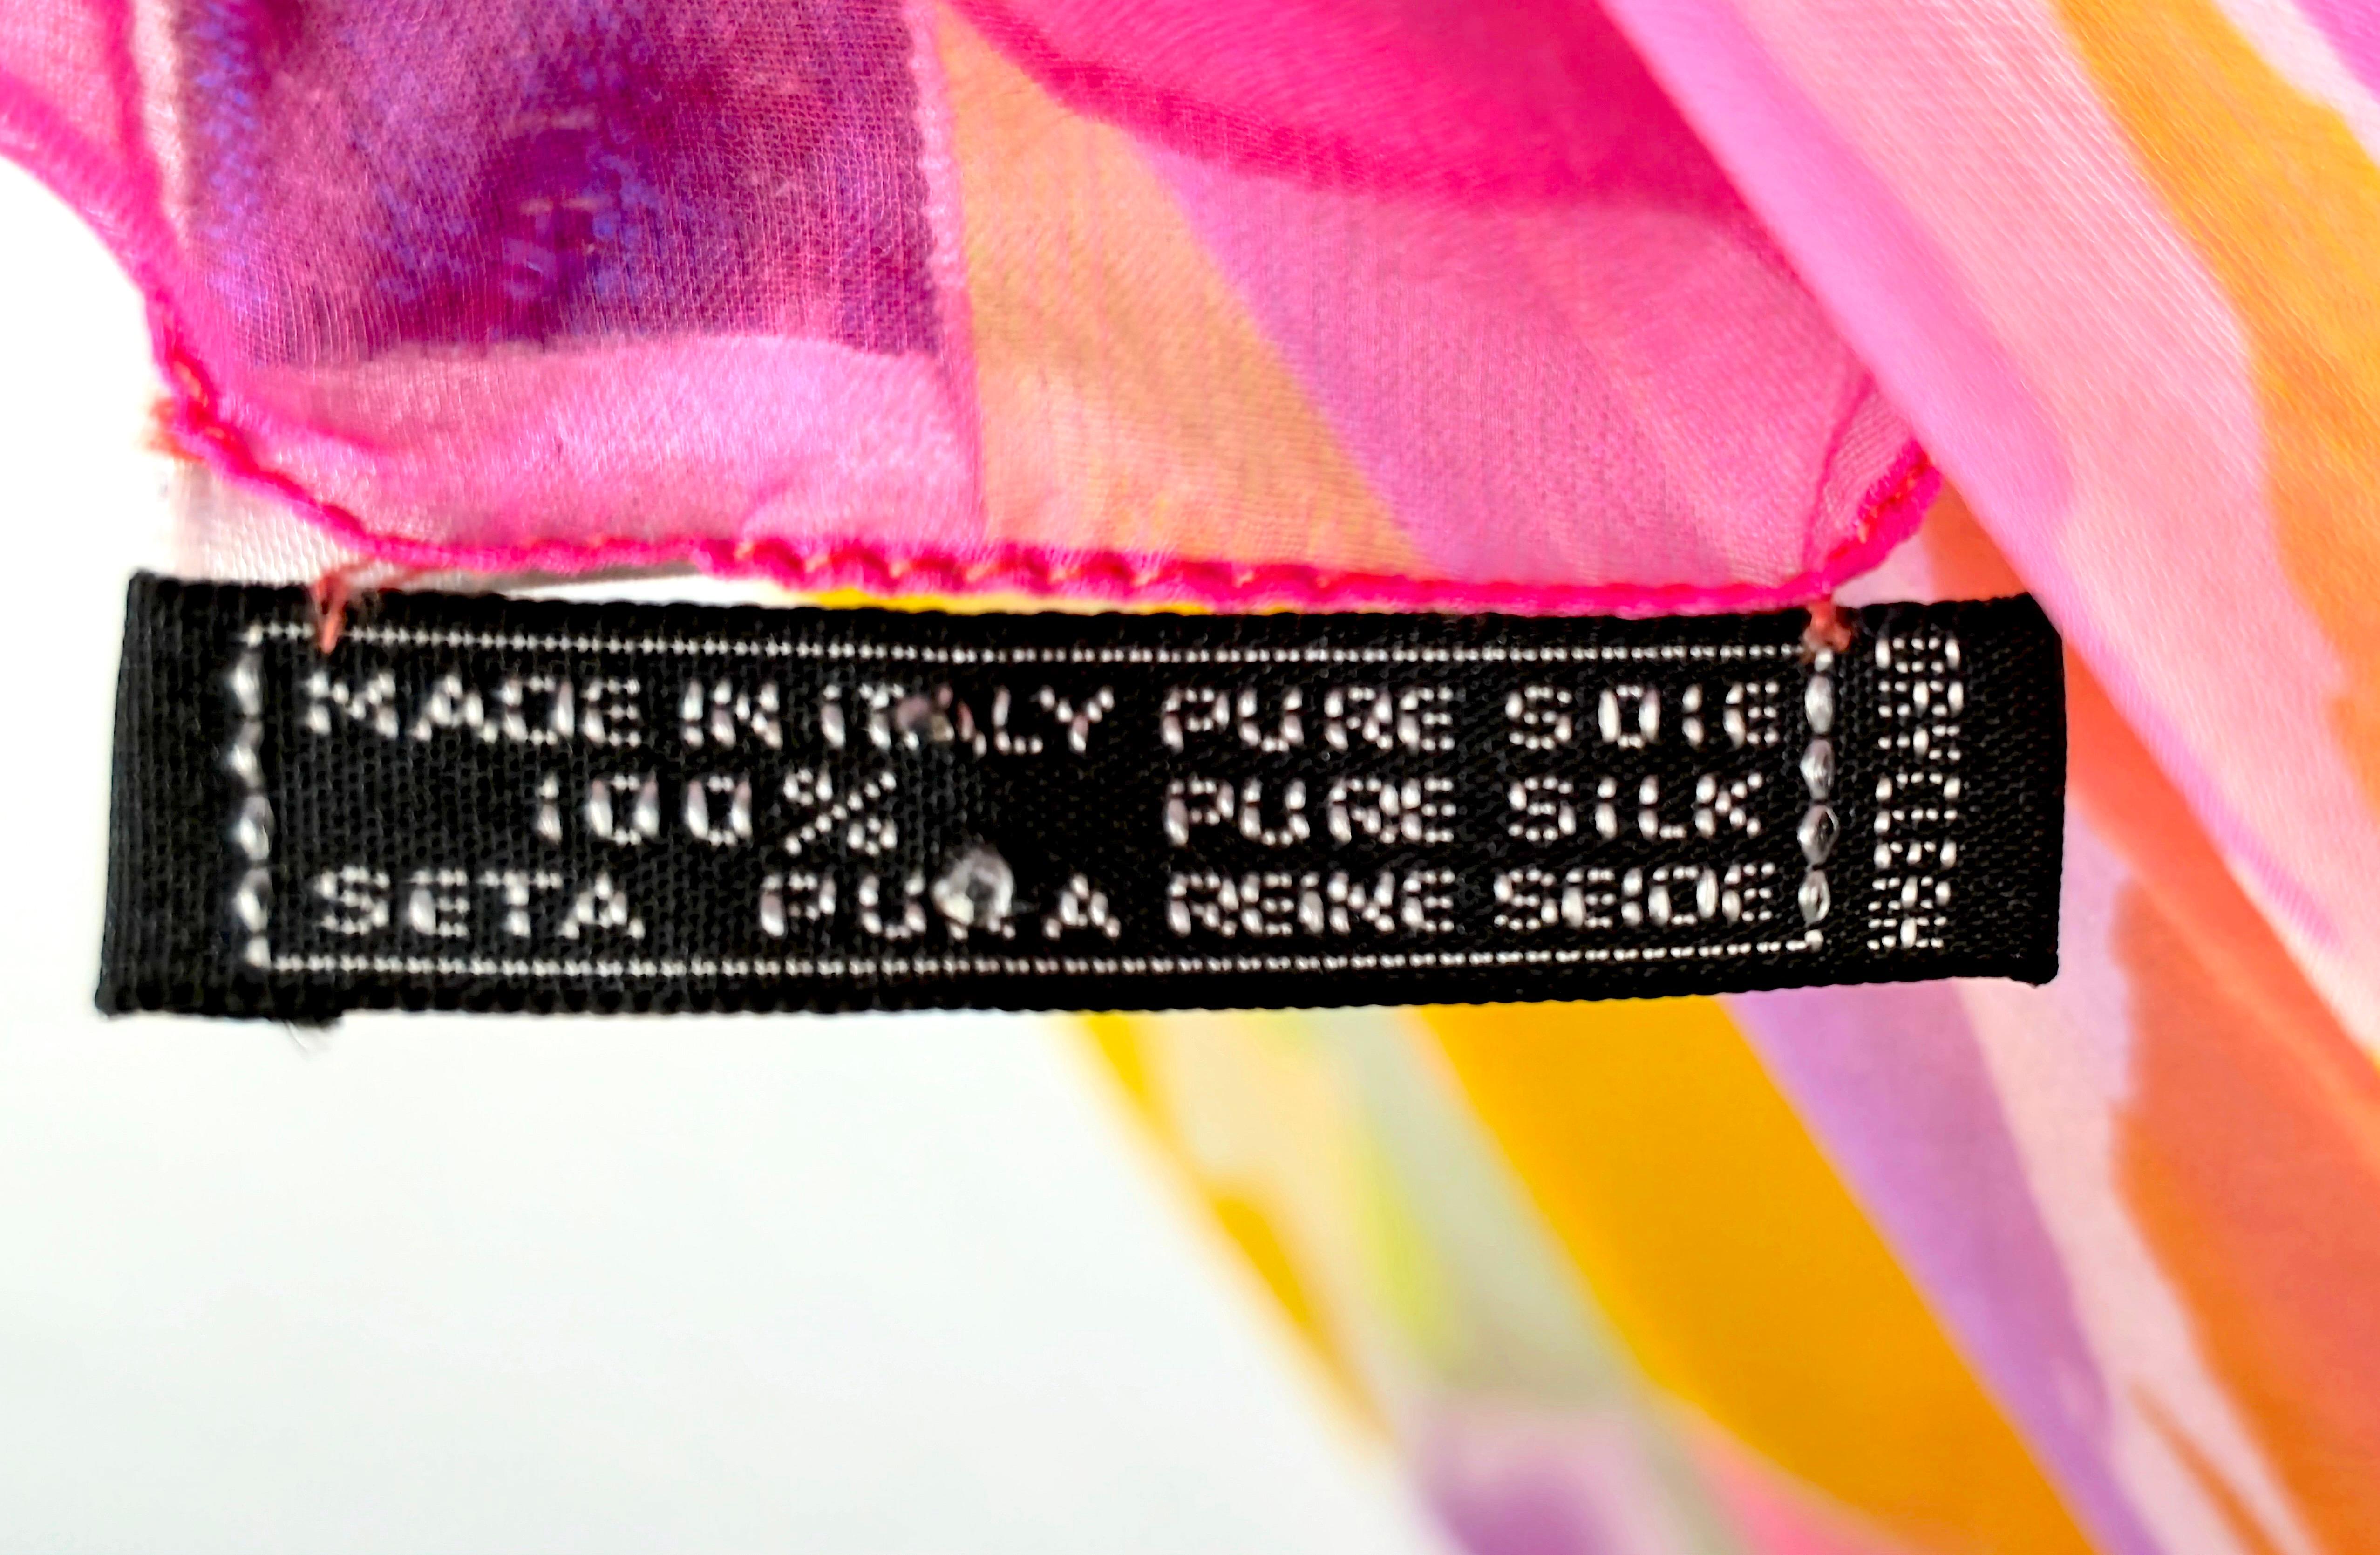 MADE IN ITALY PURE SOIE
100% PURE SILK
SETA PURA REINE SEIDE